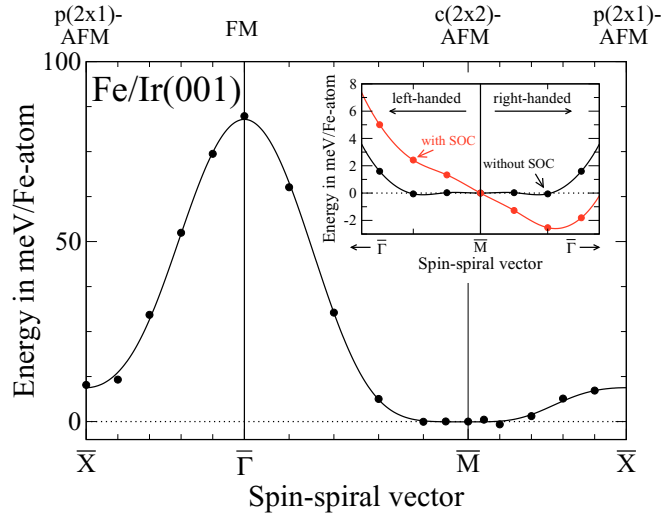 p(2x1)-
AFM
FM
c(2x2)-
AFM
p(2x1)-
AFM
Fe/Ir(001)
100
50
0
Energy in meV/Fe-atom
X̅
Γ̅
M̅
X̅
Spin-spiral vector
left-handed
right-handed
with SOC
without SOC
8
6
4
2
0
-2
Energy in meV/Fe-atom
Γ̅
M̅
Γ̅
Spin-spiral vector